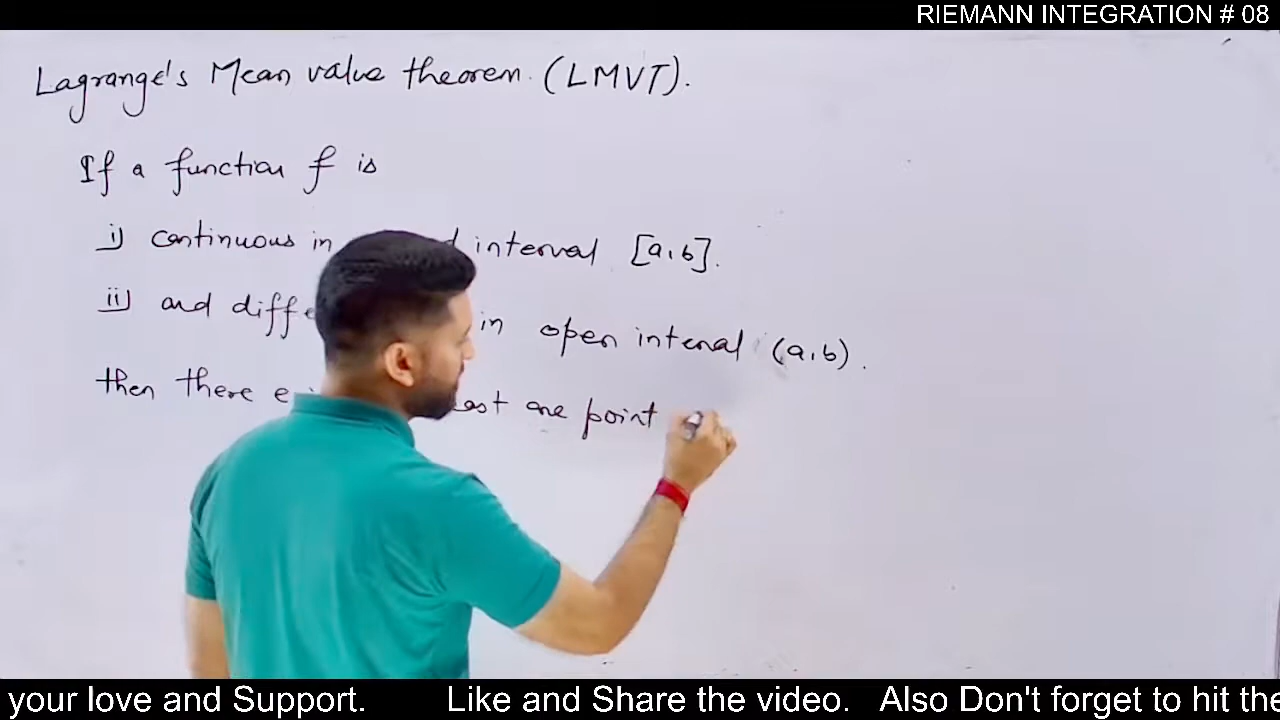 RIEMANN INTEGRATION # 08
Lagrange's Mean value theorem. (LMVT).
If a function f is
i) continuous in interval [a,b].
ii) and diffe in open interval (a,b).
then there one point
your love and Support. Like and Share the video. Also Don't forget to hit the